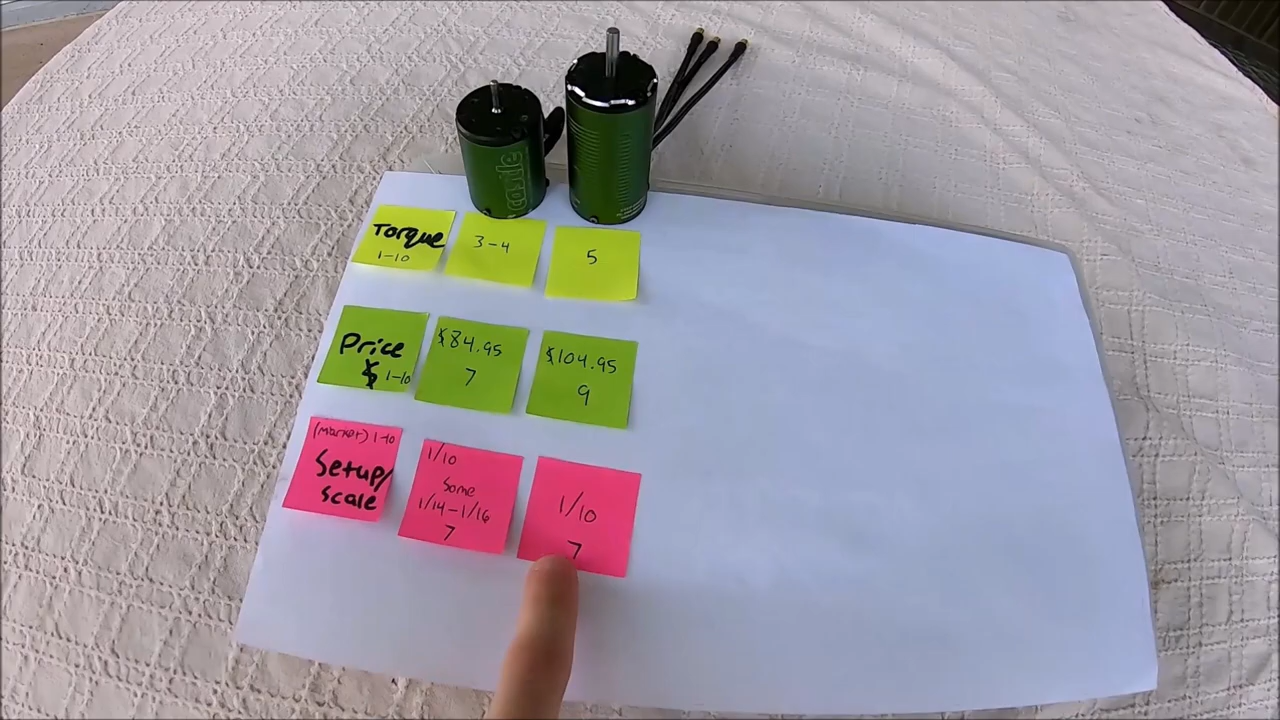 castle
Torque
1-10
3-4
5
Price
$ 1-10
$84.95
7
$104.95
9
(market) 1-10
Setup/
scale
1/10
Some
1/14-1/16
7
1/10
7